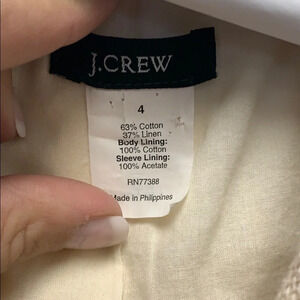 J.CREW
4
63% Cotton
37% Linen
Body Lining:
100% Cotton
Sleeve Lining:
100% Acetate
RN77388
Made in Philippines